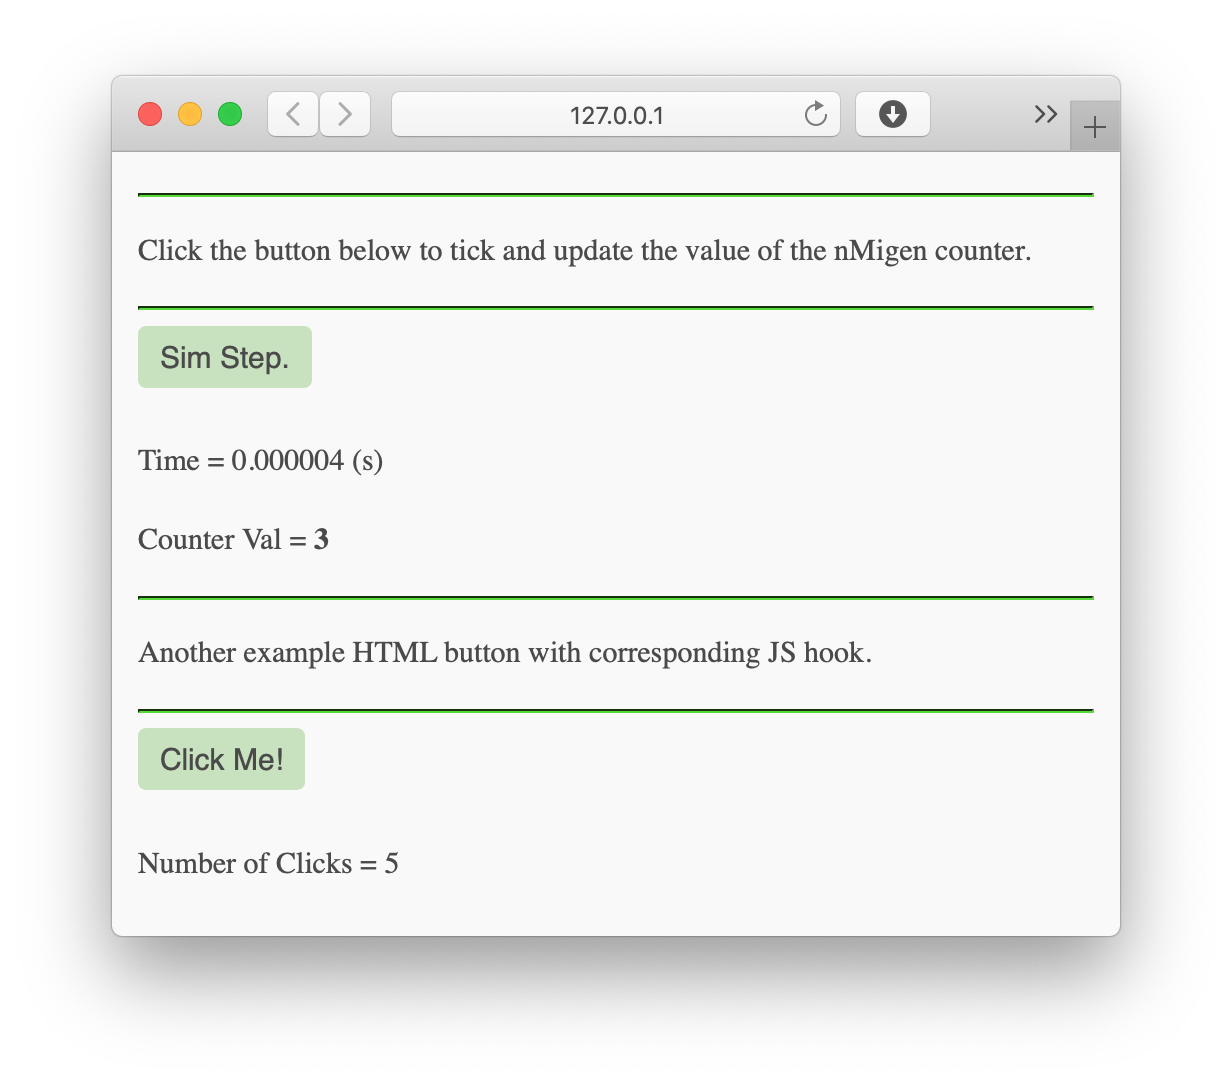 127.0.0.1
Click the button below to tick and update the value of the nMigen counter.
Sim Step.
Time = 0.000004 (s)
Counter Val = 3
Another example HTML button with corresponding JS hook.
Click Me!
Number of Clicks = 5